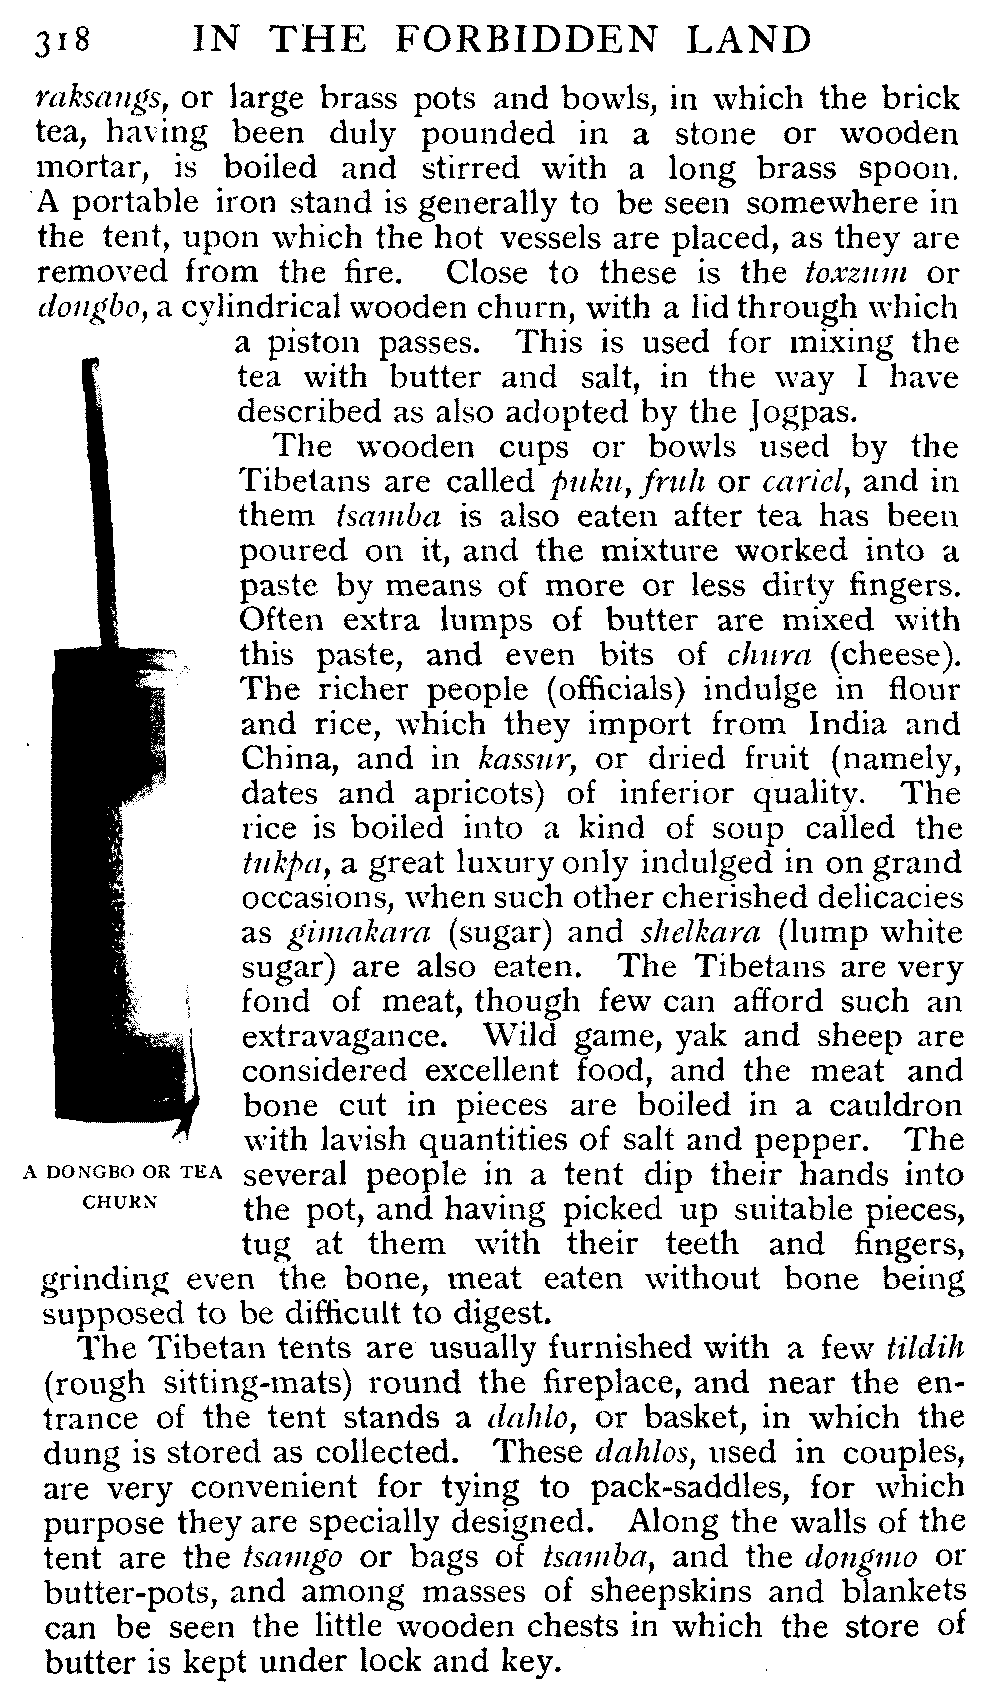 318 IN THE FORBIDDEN LAND
raksangs, or large brass pots and bowls, in which the brick
tea, having been duly pounded in a stone or wooden
mortar, is boiled and stirred with a long brass spoon.
A portable iron stand is generally to be seen somewhere in
the tent, upon which the hot vessels are placed, as they are
removed from the fire. Close to these is the toxzum or
dongbo, a cylindrical wooden churn, with a lid through which
a piston passes. This is used for mixing the
tea with butter and salt, in the way I have
described as also adopted by the Jogpas.
The wooden cups or bowls used by the
Tibetans are called puku, fruh or cariel, and in
them tsamba is also eaten after tea has been
poured on it, and the mixture worked into a
paste by means of more or less dirty fingers.
Often extra lumps of butter are mixed with
this paste, and even bits of chura (cheese).
The richer people (officials) indulge in flour
and rice, which they import from India and
China, and in kassur, or dried fruit (namely,
dates and apricots) of inferior quality. The
rice is boiled into a kind of soup called the
tukpa, a great luxury only indulged in on grand
occasions, when such other cherished delicacies
as gimakara (sugar) and shelkara (lump white
sugar) are also eaten. The Tibetans are very
fond of meat, though few can afford such an
extravagance. Wild game, yak and sheep are
considered excellent food, and the meat and
bone cut in pieces are boiled in a cauldron
with lavish quantities of salt and pepper. The
several people in a tent dip their hands into
the pot, and having picked up suitable pieces,
tug at them with their teeth and fingers,
grinding even the bone, meat eaten without bone being
supposed to be difficult to digest.
A DONGBO OR TEA
CHURN
The Tibetan tents are usually furnished with a few tildih
(rough sitting-mats) round the fireplace, and near the en-
trance of the tent stands a dahlo, or basket, in which the
dung is stored as collected. These dahlos, used in couples,
are very convenient for tying to pack-saddles, for which
purpose they are specially designed. Along the walls of the
tent are the tsamgo or bags of tsamba, and the dongmo or
butter-pots, and among masses of sheepskins and blankets
can be seen the little wooden chests in which the store of
butter is kept under lock and key.